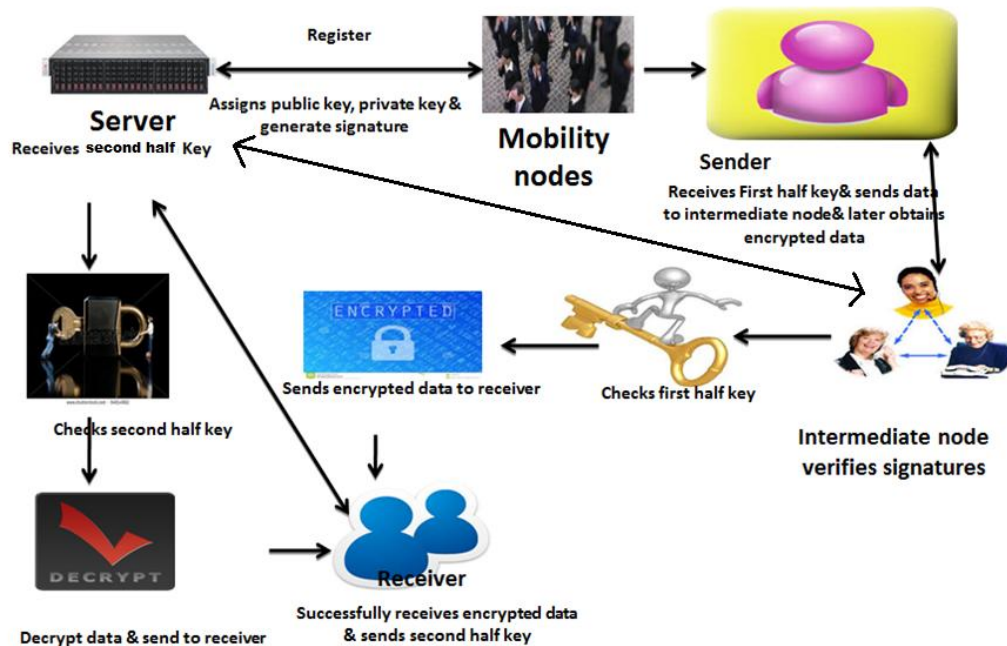 Register
Assigns public key, private key &
generate signature
Server
Receives second half Key
Mobility
nodes
Sender
Receives First half key& sends data
to intermediate node& later obtains
encrypted data
ENCRYPTED
Sends encrypted data to receiver
Checks first half key
Intermediate node
verifies signatures
Checks second half key
DECRYPT
Decrypt data & send to receiver
Receiver
Successfully receives encrypted data
& sends second half key